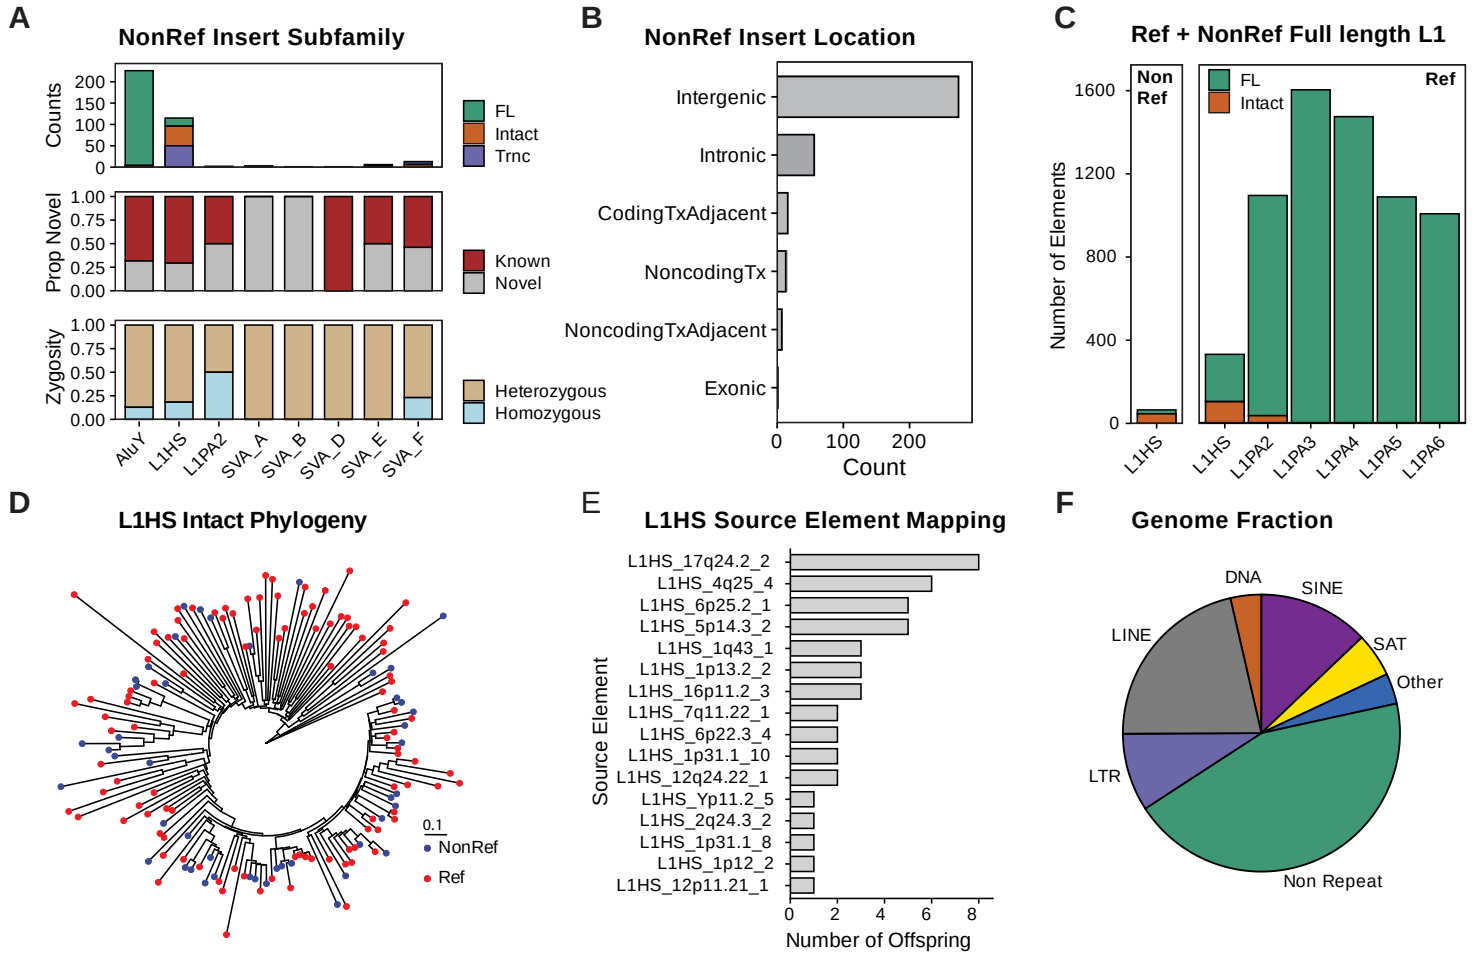 A
NonRef Insert Subfamily
Counts
200
150
100
50
0
FL
Intact
Trnc
Prop Novel
1.00
0.75
0.50
0.25
0.00
Known
Novel
Zygosity
1.00
0.75
0.50
0.25
0.00
Heterozygous
Homozygous
AluY
L1HS
L1PA2
SVA_A
SVA_B
SVA_D
SVA_E
SVA_F
B
NonRef Insert Location
Intergenic
Intronic
CodingTxAdjacent
NoncodingTx
NoncodingTxAdjacent
Exonic
0
100
200
Count
C
Ref + NonRef Full length L1
Number of Elements
1600
1200
800
400
0
Non
Ref
FL
Intact
Ref
L1HS
L1HS
L1PA2
L1PA3
L1PA4
L1PA5
L1PA6
D
L1HS Intact Phylogeny
0.1
NonRef
Ref
E
L1HS Source Element Mapping
Source Element
L1HS_17q24.2_2
L1HS_4q25_4
L1HS_6p25.2_1
L1HS_5p14.3_2
L1HS_1q43_1
L1HS_1p13.2_2
L1HS_16p11.2_3
L1HS_7q11.22_1
L1HS_6p22.3_4
L1HS_1p31.1_10
L1HS_12q24.22_1
L1HS_Yp11.2_5
L1HS_2q24.3_2
L1HS_1p31.1_8
L1HS_1p12_2
L1HS_12p11.21_1
0
2
4
6
8
Number of Offspring
F
Genome Fraction
DNA
SINE
LINE
SAT
Other
LTR
Non Repeat